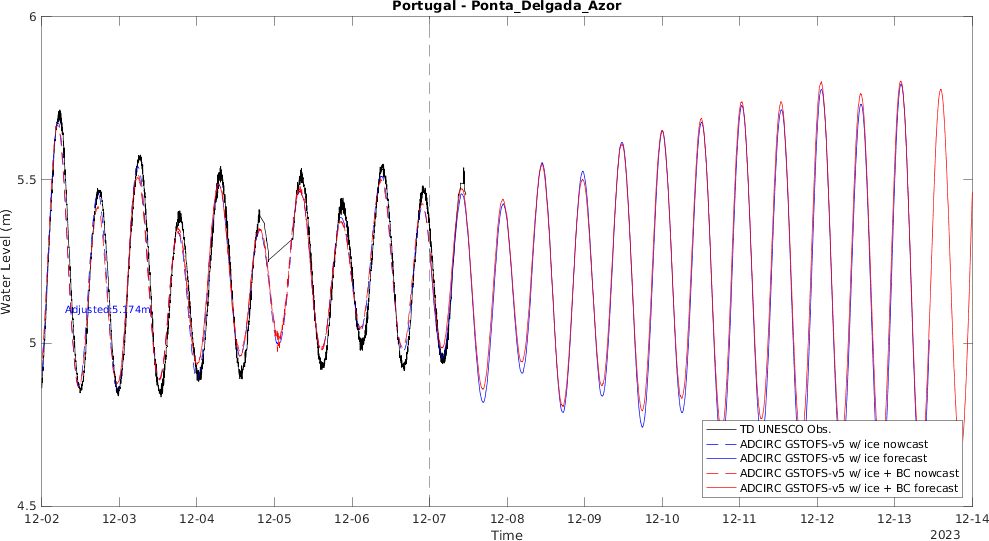 Portugal - Ponta_Delgada_Azor
6
5.8
5.5
5
4.5
Water Level (m)
Adjusted:5.174m
TD UNESCO Obs.
ADCIRC GSTOFS-v5 w/ ice nowcast
ADCIRC GSTOFS-v5 w/ ice forecast
ADCIRC GSTOFS-v5 w/ ice + BC nowcast
ADCIRC GSTOFS-v5 w/ ice + BC forecast
12-02 12-03 12-04 12-05 12-06 12-07 12-08 12-09 12-10 12-11 12-12 12-13 12-14
Time
2023